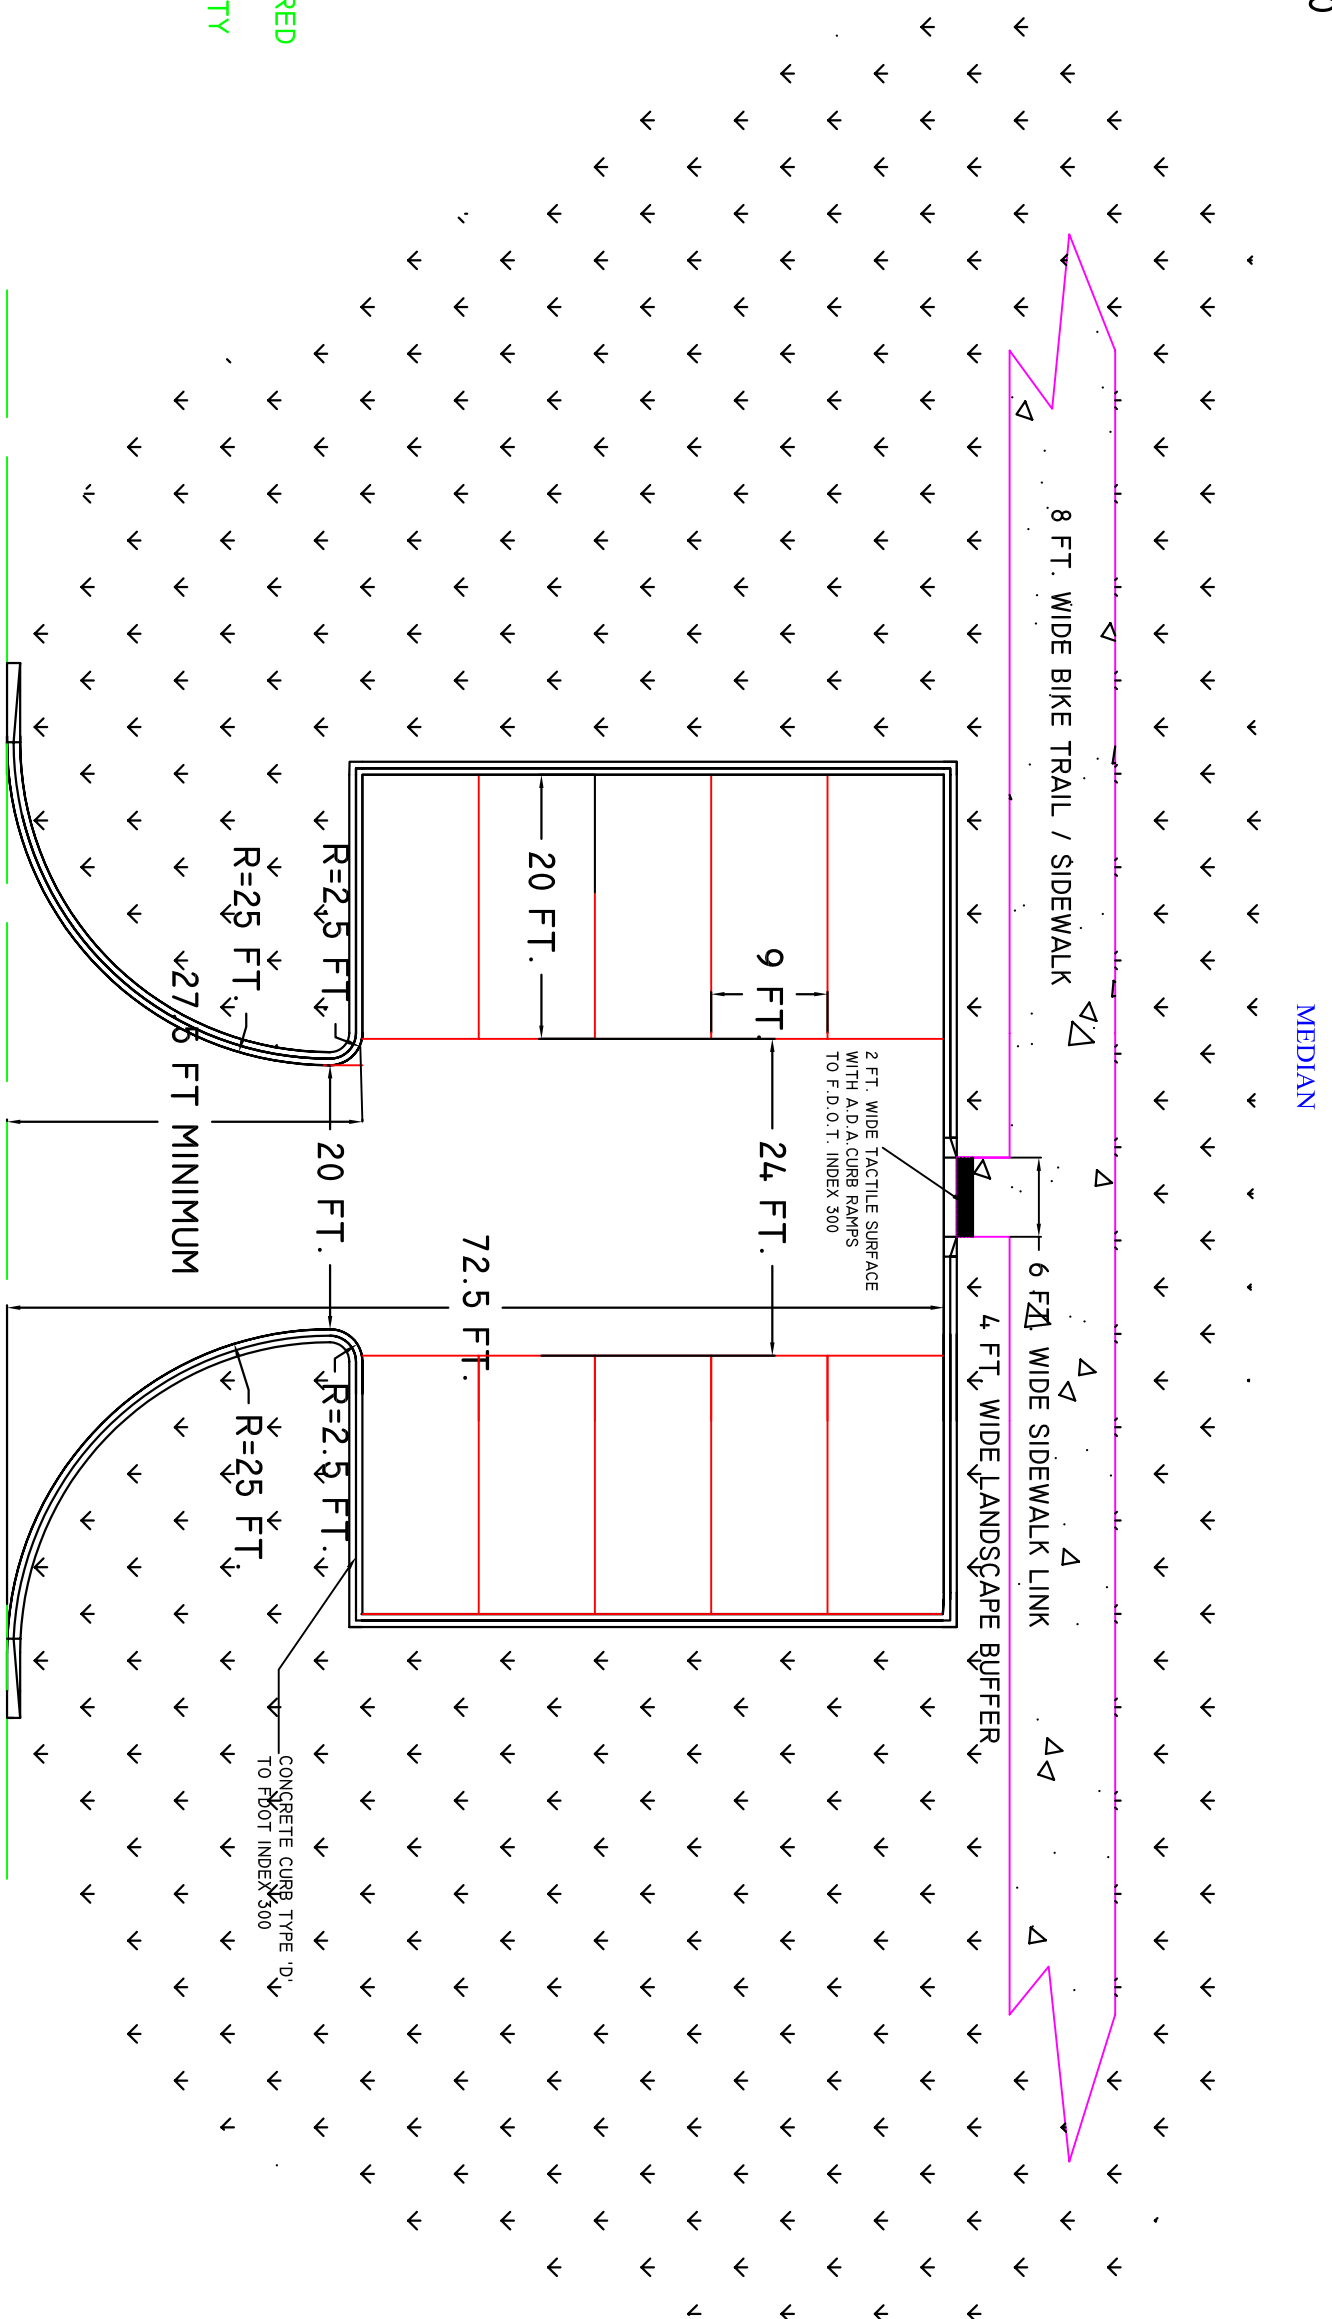 MEDIAN
8 FT. WIDE BIKE TRAIL / SIDEWALK
6 FT. WIDE SIDEWALK LINK
4 FT. WIDE LANDSCAPE BUFFER
2 FT. WIDE TACTILE SURFACE
WITH A.D.A.CURB RAMPS
TO F.D.O.T. INDEX 300
9 FT.
24 FT.
20 FT.
72.5 FT.
R=2.5 FT.
20 FT.
R=2.5 FT.
R=25 FT.
R=25 FT.
27.5 FT MINIMUM
CONCRETE CURB TYPE 'D'
TO FDOT INDEX 300
RED
TY